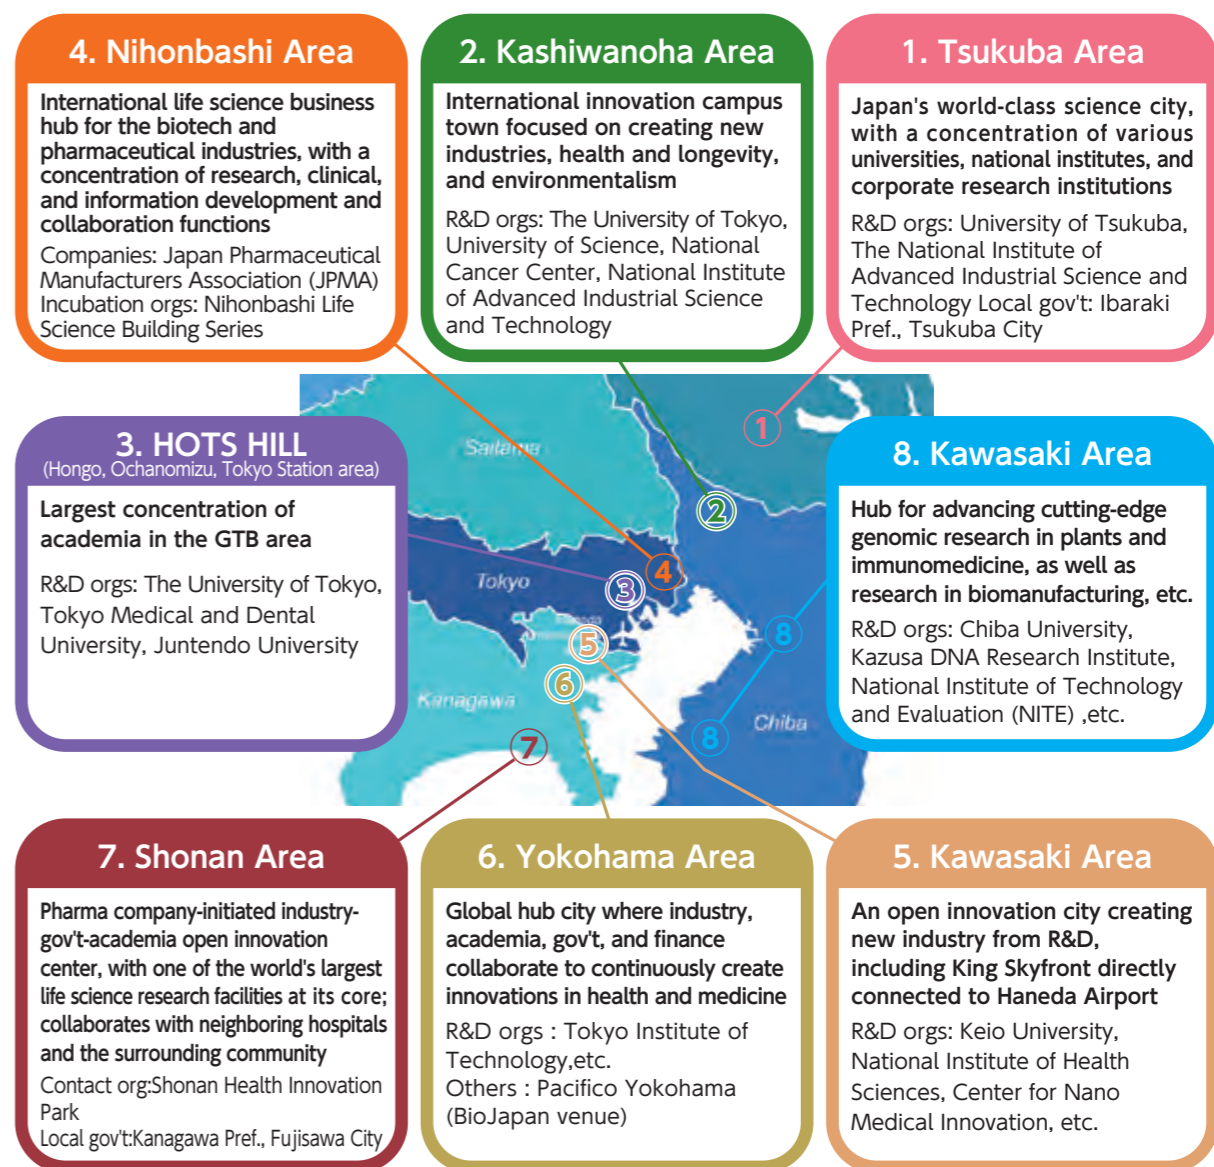 4. Nihonbashi Area
International life science business
hub for the biotech and
pharmaceutical industries, with a
concentration of research, clinical,
and information development and
collaboration functions
Companies: Japan Pharmaceutical
Manufacturers Association (JPMA)
Incubation orgs: Nihonbashi Life
Science Building Series
2. Kashiwanoha Area
International innovation campus
town focused on creating new
industries, health and longevity,
and environmentalism
R&D orgs: The University of Tokyo,
University of Science, National
Cancer Center, National Institute
of Advanced Industrial Science
and Technology
1. Tsukuba Area
Japan's world-class science city,
with a concentration of various
universities, national institutes, and
corporate research institutions
R&D orgs: University of Tsukuba,
The National Institute of
Advanced Industrial Science and
Technology Local gov't: Ibaraki
Pref., Tsukuba City
3. HOTS HILL
(Hongo, Ochanomizu, Tokyo Station area)
Largest concentration of
academia in the GTB area
R&D orgs: The University of Tokyo,
Tokyo Medical and Dental
University, Juntendo University
Saitama
1
2
4
Tokyo
3
5
8
6
Kanagawa
8
Chiba
7
8. Kawasaki Area
Hub for advancing cutting-edge
genomic research in plants and
immunomedicine, as well as
research in biomanufacturing, etc.
R&D orgs: Chiba University,
Kazusa DNA Research Institute,
National Institute of Technology
and Evaluation (NITE) ,etc.
7. Shonan Area
Pharma company-initiated industry-
gov't-academia open innovation
center, with one of the world's largest
life science research facilities at its core;
collaborates with neighboring hospitals
and the surrounding community
Contact org:Shonan Health Innovation
Park
Local gov't:Kanagawa Pref., Fujisawa City
6. Yokohama Area
Global hub city where industry,
academia, gov't, and finance
collaborate to continuously create
innovations in health and medicine
R&D orgs : Tokyo Institute of
Technology,etc.
Others : Pacifico Yokohama
(BioJapan venue)
5. Kawasaki Area
An open innovation city creating
new industry from R&D,
including King Skyfront directly
connected to Haneda Airport
R&D orgs: Keio University,
National Institute of Health
Sciences, Center for Nano
Medical Innovation, etc.